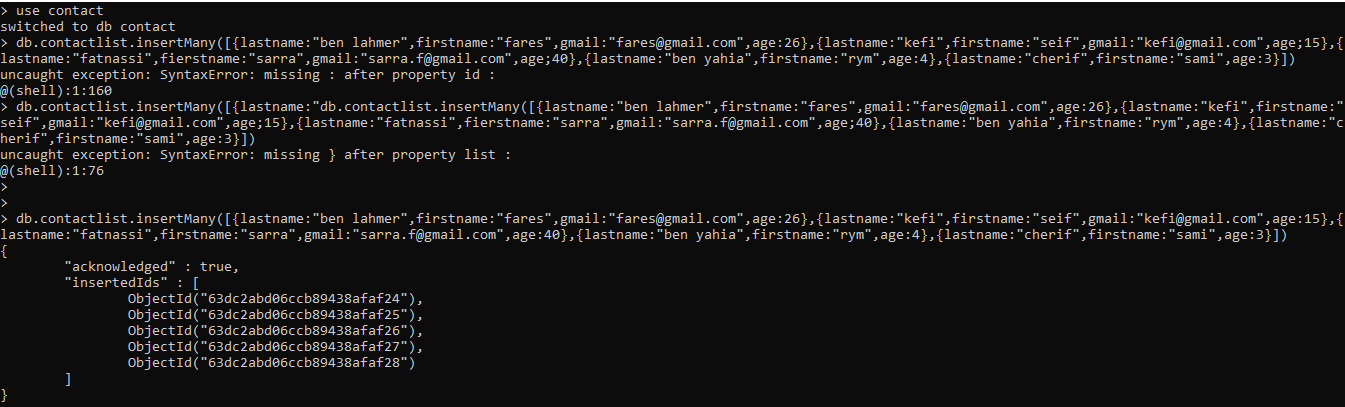 > use contact
switched to db contact
> db.contactlist.insertMany([{lastname:"ben lahmer",firstname:"fares",gmail:"fares@gmail.com",age:26},{lastname:"kefi",firstname:"seif",gmail:"kefi@gmail.com",age;15},{
lastname:"fatnassi",fierstname:"sarra",gmail:"sarra.f@gmail.com",age;40},{lastname:"ben yahia",firstname:"rym",age:4},{lastname:"cherif",firstname:"sami",age:3}])
uncaught exception: SyntaxError: missing : after property id :
@(shell):1:160
> db.contactlist.insertMany([{lastname:"db.contactlist.insertMany([{lastname:"ben lahmer",firstname:"fares",gmail:"fares@gmail.com",age:26},{lastname:"kefi",firstname:"
seif",gmail:"kefi@gmail.com",age;15},{lastname:"fatnassi",fierstname:"sarra",gmail:"sarra.f@gmail.com",age;40},{lastname:"ben yahia",firstname:"rym",age:4},{lastname:"c
herif",firstname:"sami",age:3}])
uncaught exception: SyntaxError: missing } after property list :
@(shell):1:76
>
>
> db.contactlist.insertMany([{lastname:"ben lahmer",firstname:"fares",gmail:"fares@gmail.com",age:26},{lastname:"kefi",firstname:"seif",gmail:"kefi@gmail.com",age:15},{
lastname:"fatnassi",firstname:"sarra",gmail:"sarra.f@gmail.com",age:40},{lastname:"ben yahia",firstname:"rym",age:4},{lastname:"cherif",firstname:"sami",age:3}])
{
"acknowledged" : true,
"insertedIds" : [
ObjectId("63dc2abd06ccb89438afaf24"),
ObjectId("63dc2abd06ccb89438afaf25"),
ObjectId("63dc2abd06ccb89438afaf26"),
ObjectId("63dc2abd06ccb89438afaf27"),
ObjectId("63dc2abd06ccb89438afaf28")
]
}